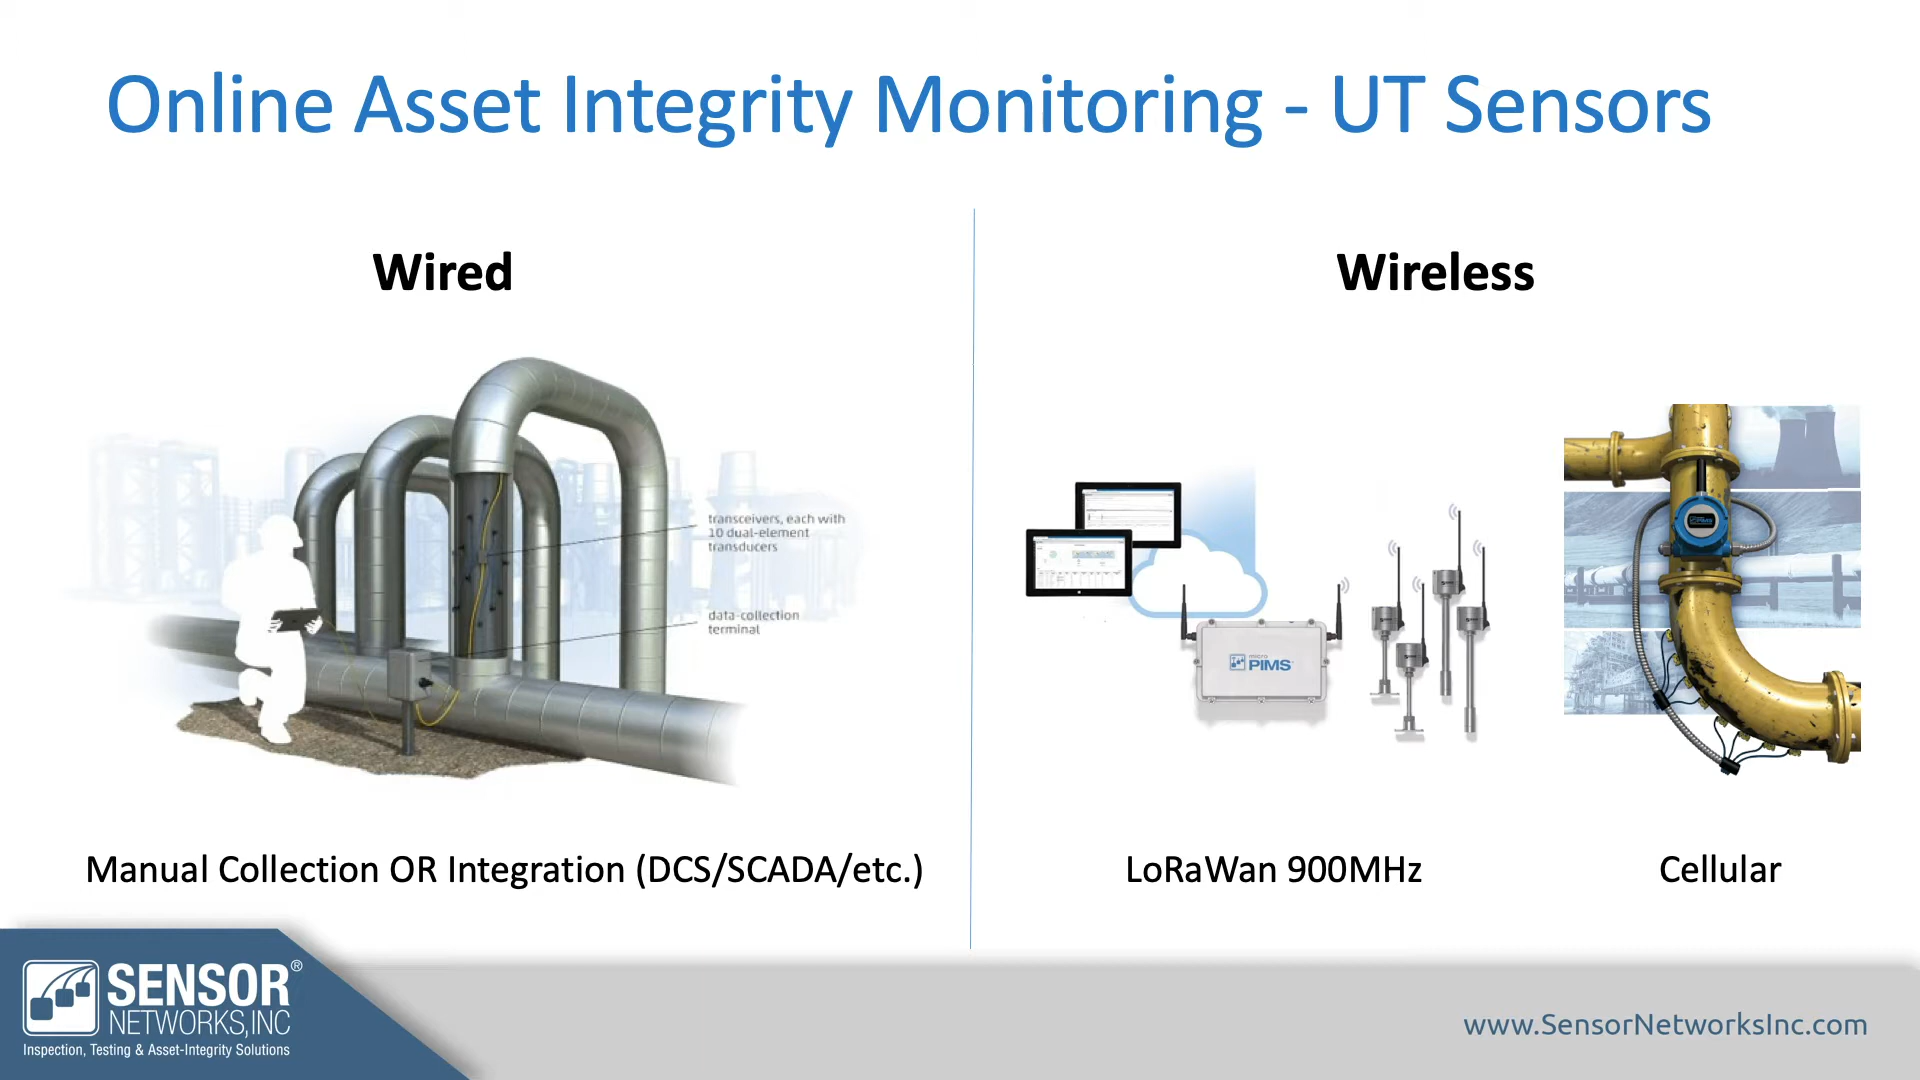 Online Asset Integrity Monitoring - UT Sensors
Wired
Wireless
transceivers, each with
10 dual-element
transducers
data-collection
terminal
micro
PIMS
PIMS
Manual Collection OR Integration (DCS/SCADA/etc.)
LoRaWan 900MHz
Cellular
SENSOR®
NETWORKS, INC
Inspection, Testing & Asset-Integrity Solutions
www.SensorNetworksInc.com